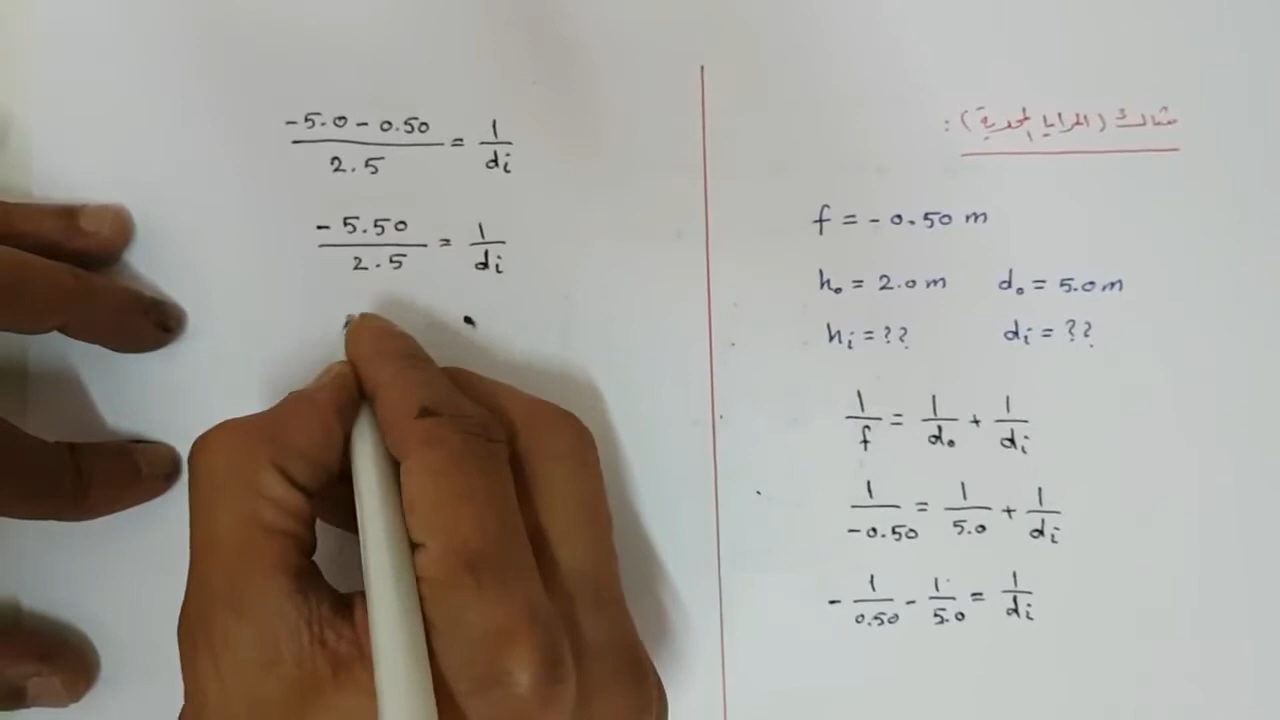 مثال (المرايا المحدبة):
f = - 0.50 m
h₀ = 2.0 m d₀ = 5.0 m
hᵢ = ?? dᵢ = ??
1/f = 1/d₀ + 1/dᵢ
1/-0.50 = 1/5.0 + 1/dᵢ
- 1/0.50 - 1/5.0 = 1/dᵢ
-5.0 - 0.50/2.5 = 1/dᵢ
-5.50/2.5 = 1/dᵢ